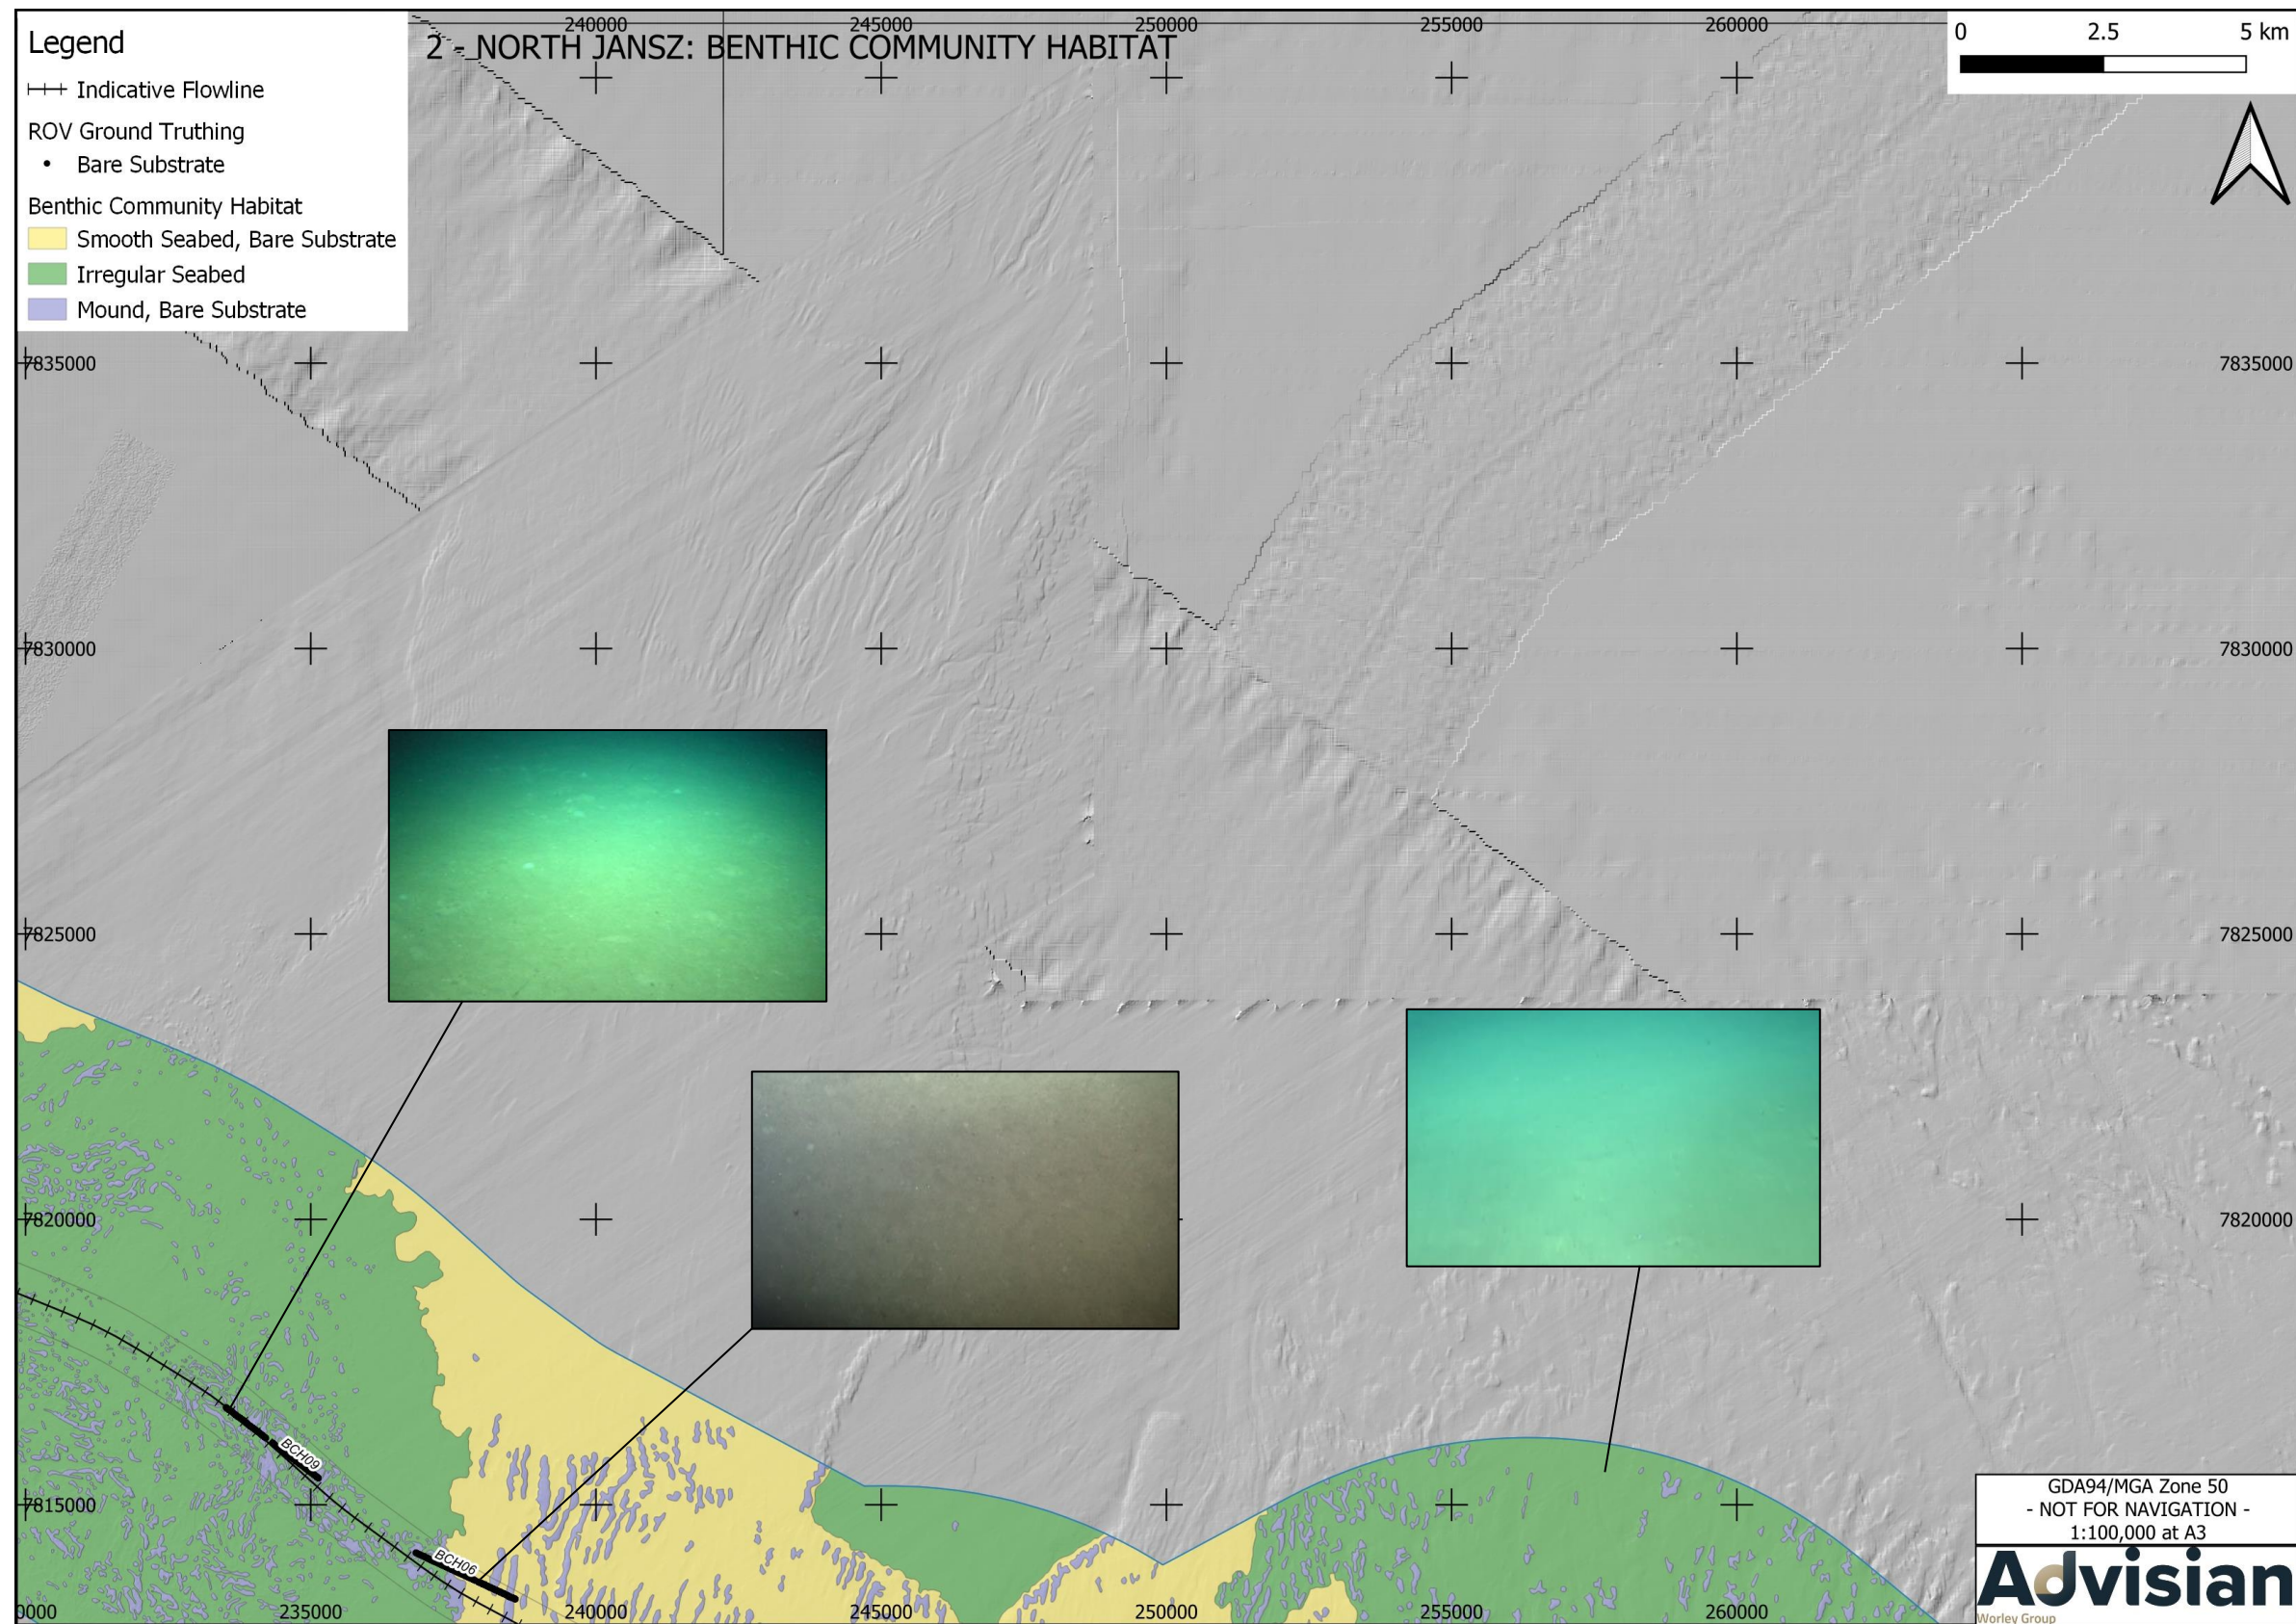 240000 245000 250000 255000 260000
2 - NORTH JANSZ: BENTHIC COMMUNITY HABITAT
Legend
Indicative Flowline
ROV Ground Truthing
Bare Substrate
Benthic Community Habitat
Smooth Seabed, Bare Substrate
Irregular Seabed
Mound, Bare Substrate
0 2.5 5 km
7835000 7835000
7830000 7830000
7825000 7825000
7820000 7820000
7815000
BCH09
BCH06
GDA94/MGA Zone 50
- NOT FOR NAVIGATION -
1:100,000 at A3
Advisian
Worley Group
0000 235000 240000 245000 250000 255000 260000